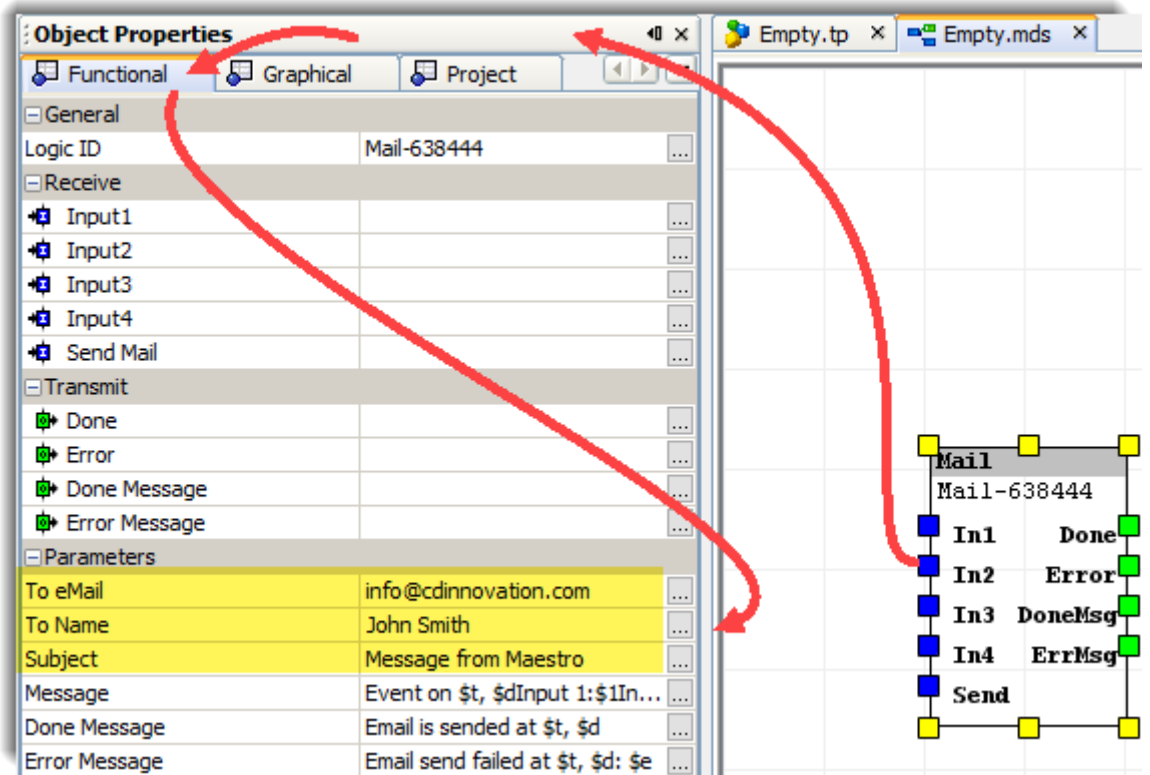 Object Properties
Functional Graphical Project
General
Logic ID Mail-638444 ...
Receive
Input1 ...
Input2 ...
Input3 ...
Input4 ...
Send Mail ...
Transmit
Done ...
Error ...
Done Message ...
Error Message ...
Parameters
To eMail info@cdinnovation.com ...
To Name John Smith ...
Subject Message from Maestro ...
Message Event on $t, $dInput 1:$1In... ...
Done Message Email is sended at $t, $d ...
Error Message Email send failed at $t, $d: $e ...
Empty.tp Empty.mds
Mail
Mail-638444
In1 Done
In2 Error
In3 DoneMsg
In4 ErrMsg
Send